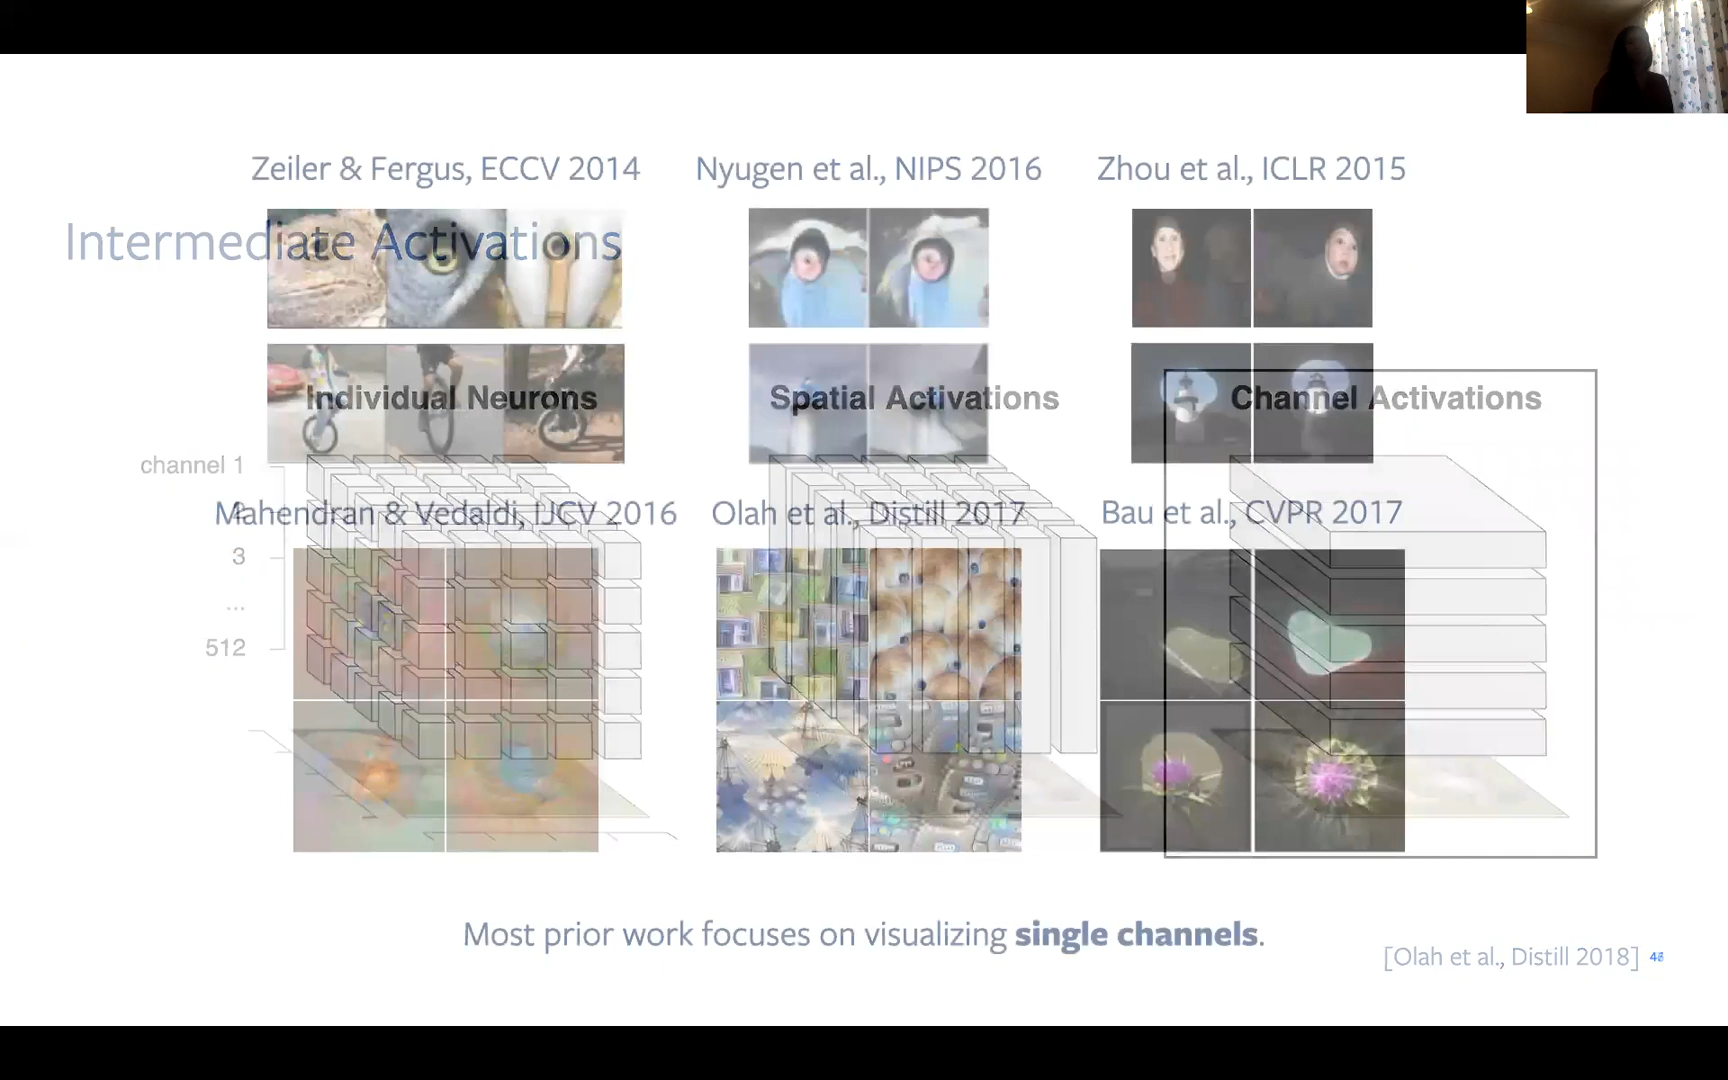 Zeiler & Fergus, ECCV 2014
Nyugen et al., NIPS 2016
Zhou et al., ICLR 2015
Intermediate Activations
Individual Neurons
Spatial Activations
Channel Activations
channel 1
3
...
512
Mahendran & Vedaldi, IJCV 2016
Olah et al., Distill 2017
Bau et al., CVPR 2017
Most prior work focuses on visualizing single channels.
[Olah et al., Distill 2018]